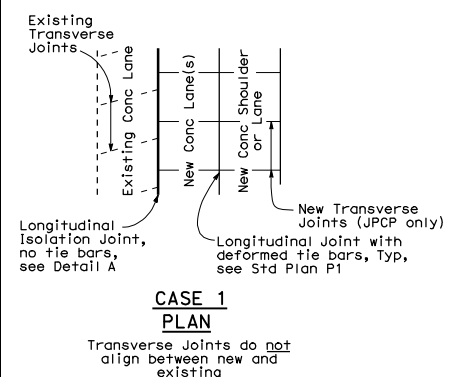 Existing
Transverse
Joints
Existing Conc Lane
New Conc Lane(s)
New Conc Shoulder
or Lane
New Transverse
Joints (JPCP only)
Longitudinal
Isolation Joint,
no tie bars,
see Detail A
Longitudinal Joint with
deformed tie bars, Typ,
see Std Plan P1
CASE 1
PLAN
Transverse Joints do not
align between new and
existing